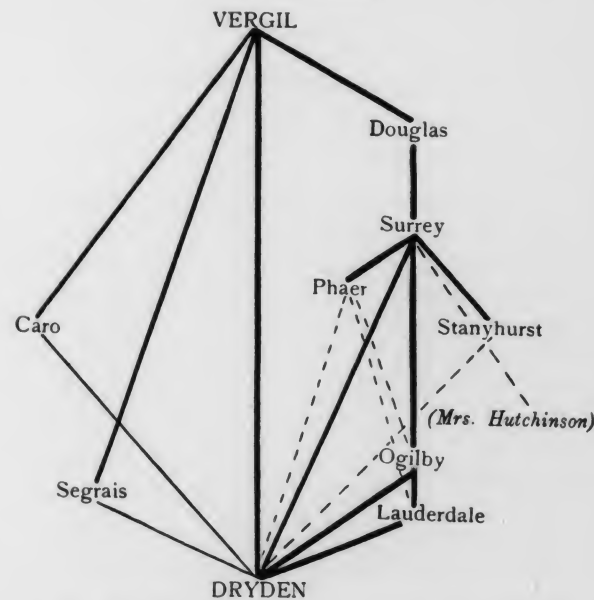 VERGIL
Douglas
Surrey
Phaer
Caro
Stanyhurst
(Mrs. Hutchinson)
Ogilby
Segrais
Lauderdale
DRYDEN